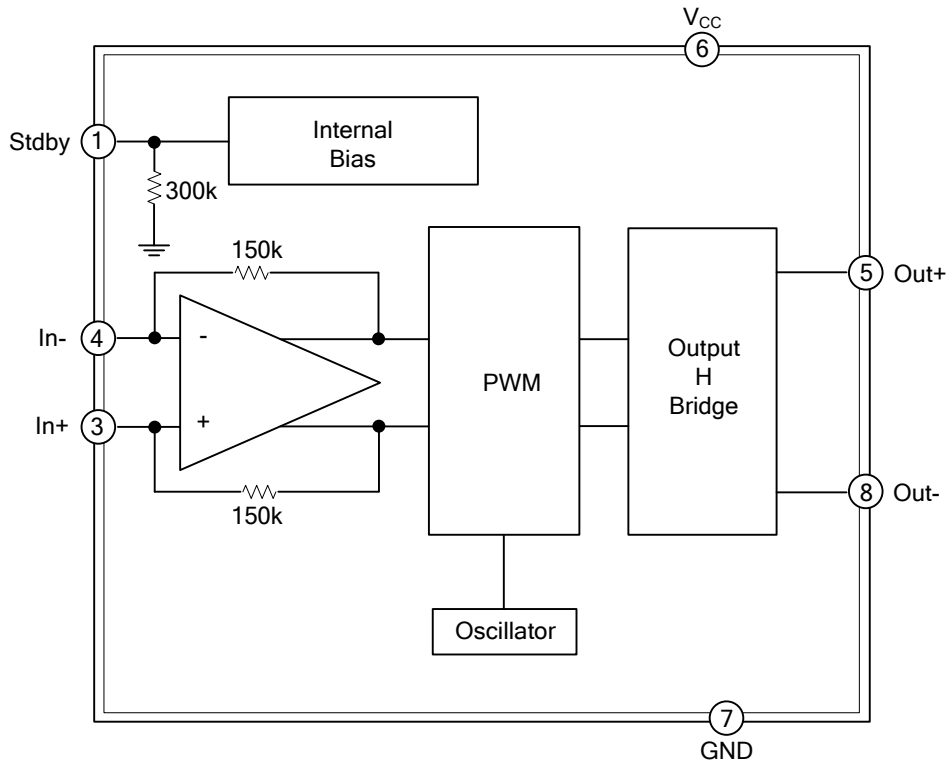 V_CC
6
Stdby
1
Internal
Bias
300k
150k
5
Out+
In-
4
-
Output
H
Bridge
PWM
In+
3
+
8
Out-
150k
Oscillator
7
GND